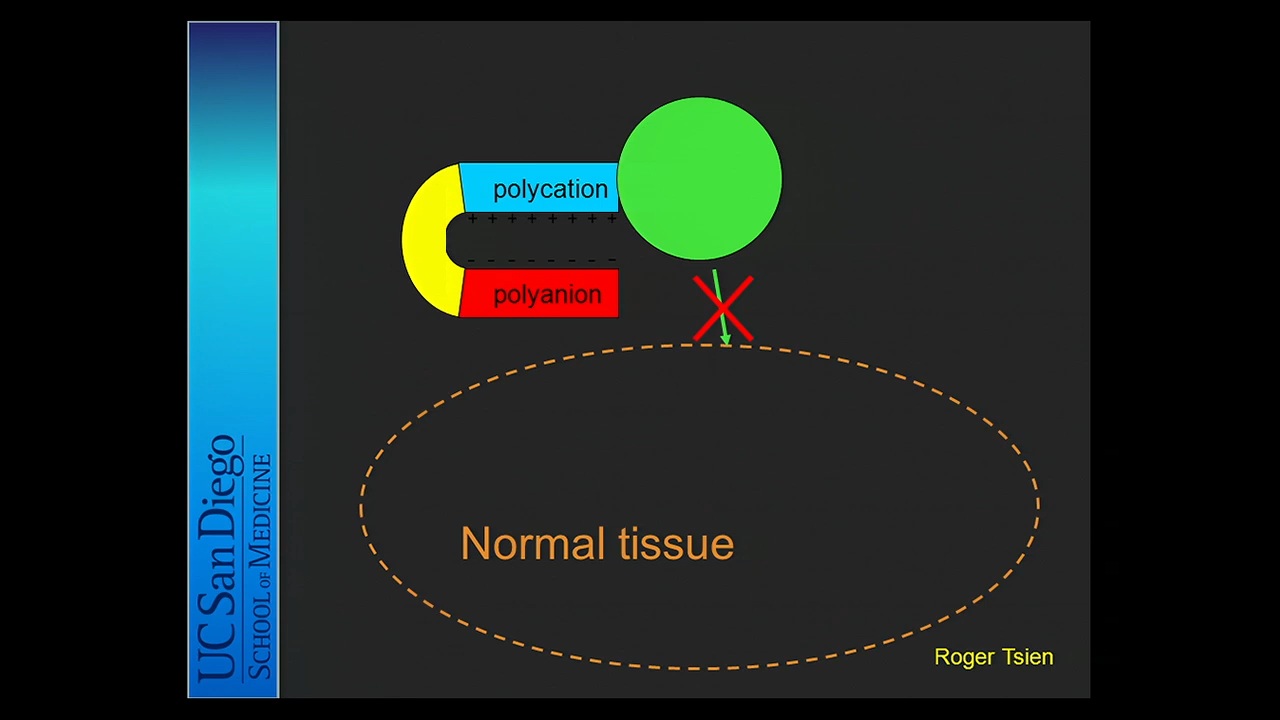 polycation
+ + + + + + + +
- - - - - - - -
polyanion
Normal tissue
Roger Tsien
UC San Diego
SCHOOL OF MEDICINE